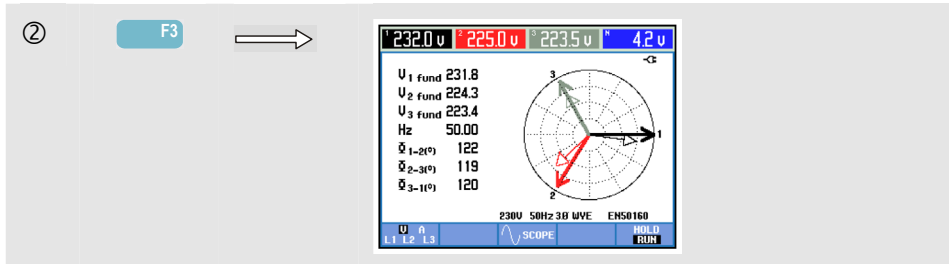 ②
F3
1 232.0 V 2 225.0 V 3 223.5 V N 4.2 V
V1 fund 231.8
V2 fund 224.3
V3 fund 223.4
Hz 50.00
Φ1-2(°) 122
Φ2-3(°) 119
Φ3-1(°) 120
3
1
2
230V 50Hz 3Ø WYE EN50160
V A
L1 L2 L3
SCOPE
HOLD
RUN